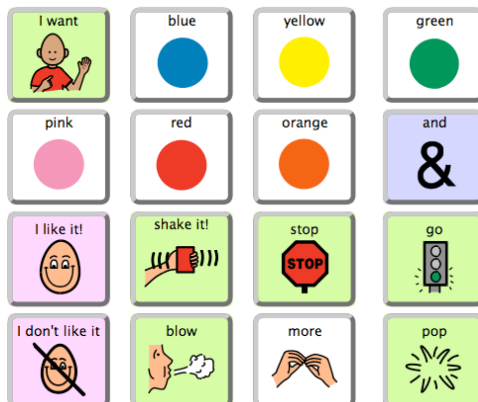 I want
blue
yellow
green
pink
red
orange
and
&
I like it!
shake it!
stop
STOP
go
I don't like it
blow
more
pop